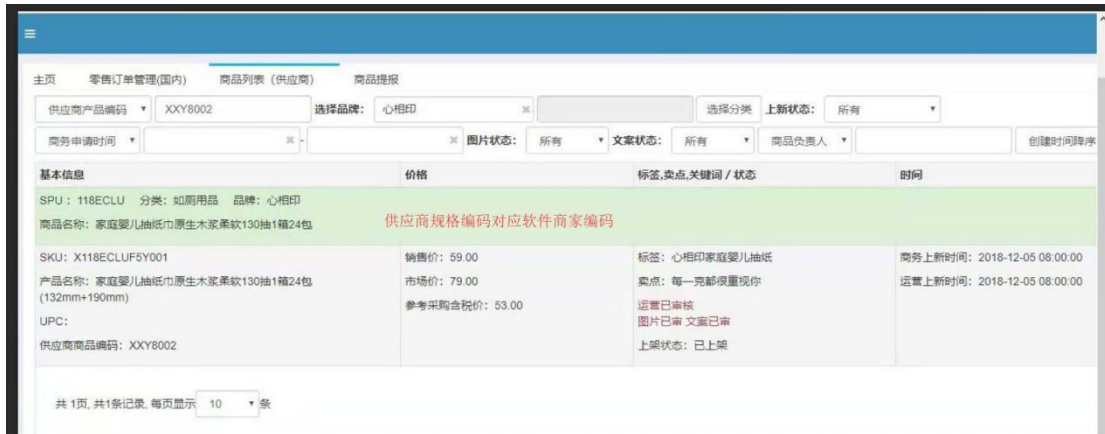 主页 零售订单管理(国内) 商品列表（供应商） 商品提报
供应商产品编码 XXY8002 选择品牌： 心相印 选择分类 上新状态： 所有
商务申请时间 - 图片状态： 所有 文案状态： 所有 商品负责人 创建时间降序
基本信息 价格 标签,卖点,关键词 / 状态 时间
SPU： 118ECLU 分类：如厕用品 品牌：心相印
商品名称：家庭婴儿抽纸巾原生木浆柔软130抽1箱24包
供应商规格编码对应软件商家编码
SKU：X118ECLUF5Y001 销售价：59.00 标签：心相印家庭婴儿抽纸 商务上新时间：2018-12-05 08:00:00
产品名称：家庭婴儿抽纸巾原生木浆柔软130抽1箱24包 市场价：79.00 卖点：每一克都很重视你 运营上新时间：2018-12-05 08:00:00
(132mm+190mm) 参考采购含税价：53.00 运营已审核
UPC： 图片已审 文案已审
供应商商品编码：XXY8002 上架状态：已上架
共 1页, 共1条记录, 每页显示 10 条